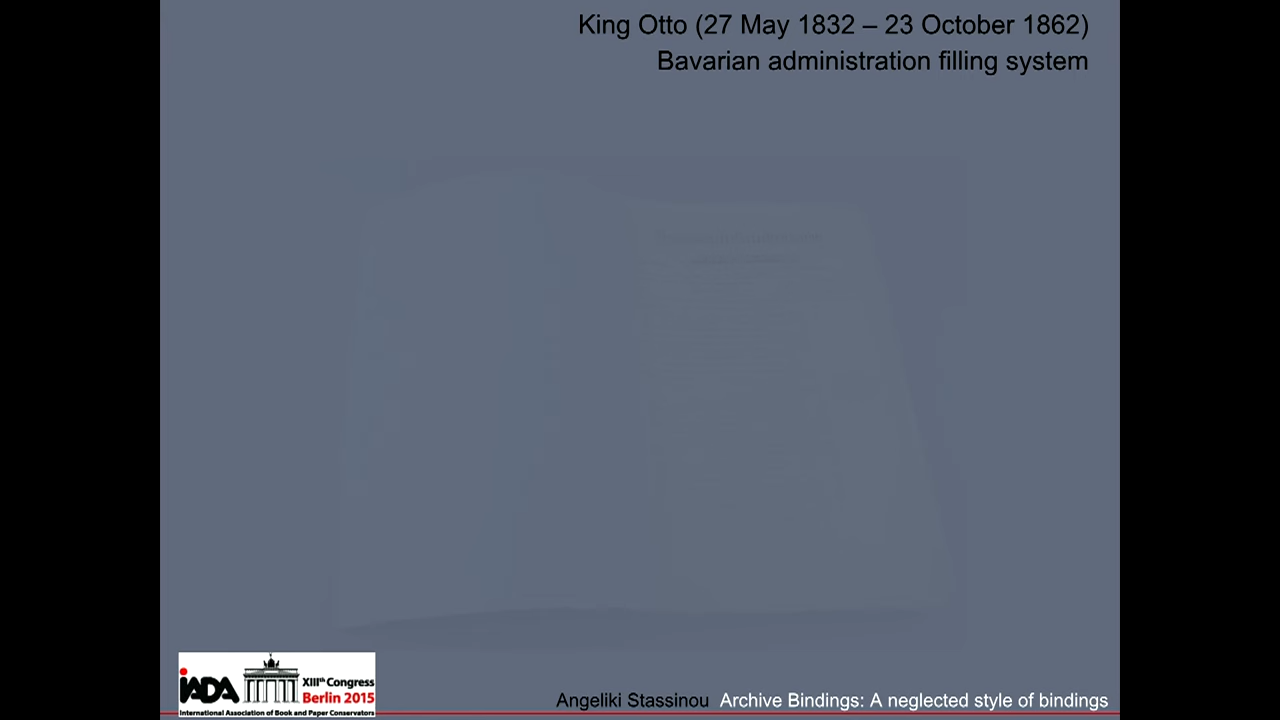 King Otto (27 May 1832 – 23 October 1862)
Bavarian administration filling system
iADA
XIIIth Congress
Berlin 2015
International Association of Book and Paper Conservators
Angeliki Stassinou Archive Bindings: A neglected style of bindings